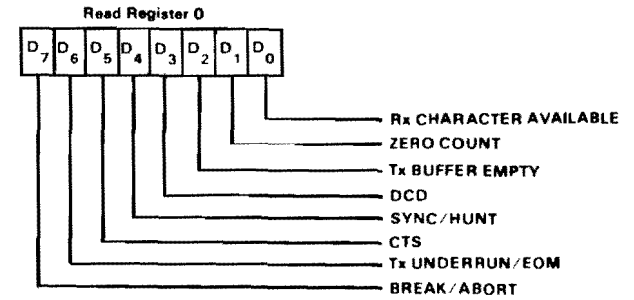 Read Register 0
D7 D6 D5 D4 D3 D2 D1 D0
Rx CHARACTER AVAILABLE
ZERO COUNT
Tx BUFFER EMPTY
DCD
SYNC/HUNT
CTS
Tx UNDERRUN/EOM
BREAK/ABORT